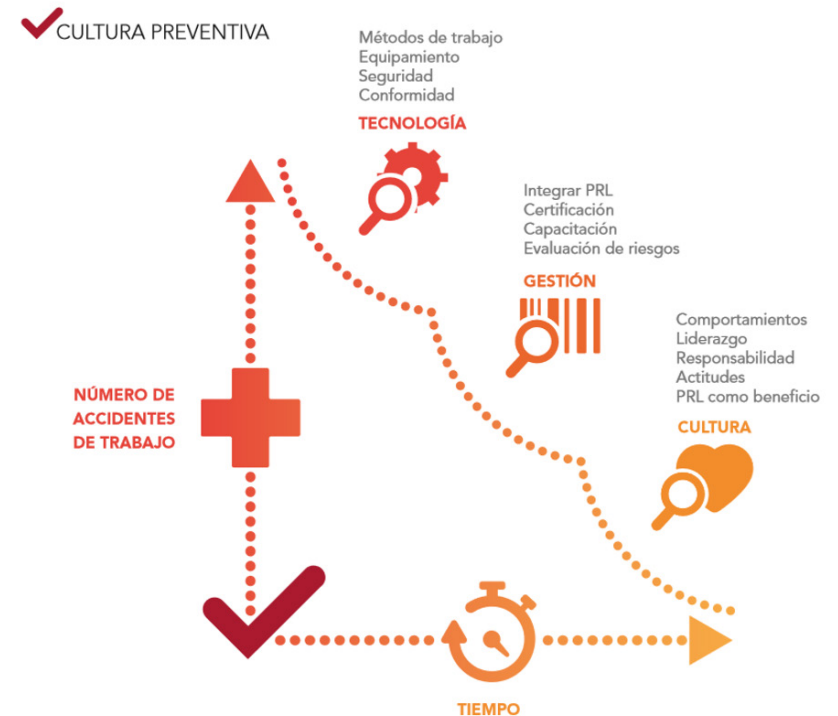 CULTURA PREVENTIVA
Métodos de trabajo
Equipamiento
Seguridad
Conformidad
TECNOLOGÍA
Integrar PRL
Certificación
Capacitación
Evaluación de riesgos
GESTIÓN
Comportamientos
Liderazgo
Responsabilidad
Actitudes
PRL como beneficio
CULTURA
NÚMERO DE
ACCIDENTES
DE TRABAJO
TIEMPO